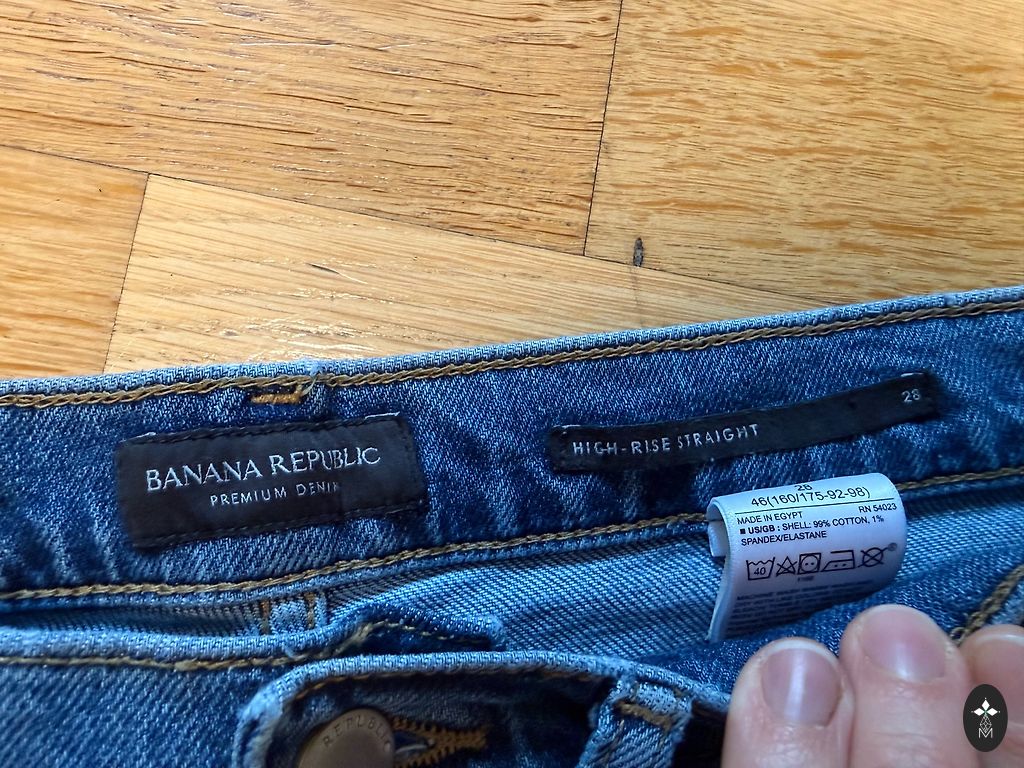 BANANA REPUBLIC
PREMIUM DENIM
HIGH-RISE STRAIGHT
28
28
46(160/175-92-98)
MADE IN EGYPT RN 54023
■ US/GB : SHELL: 99% COTTON, 1%
SPANDEX/ELASTANE
40
REPUBLIC
M